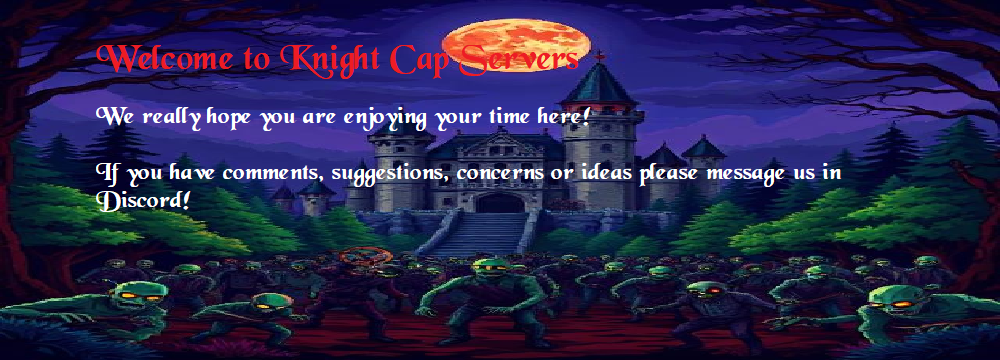 Welcome to Knight Cap Servers
We really hope you are enjoying your time here!
If you have comments, suggestions, concerns or ideas please message us in
Discord!